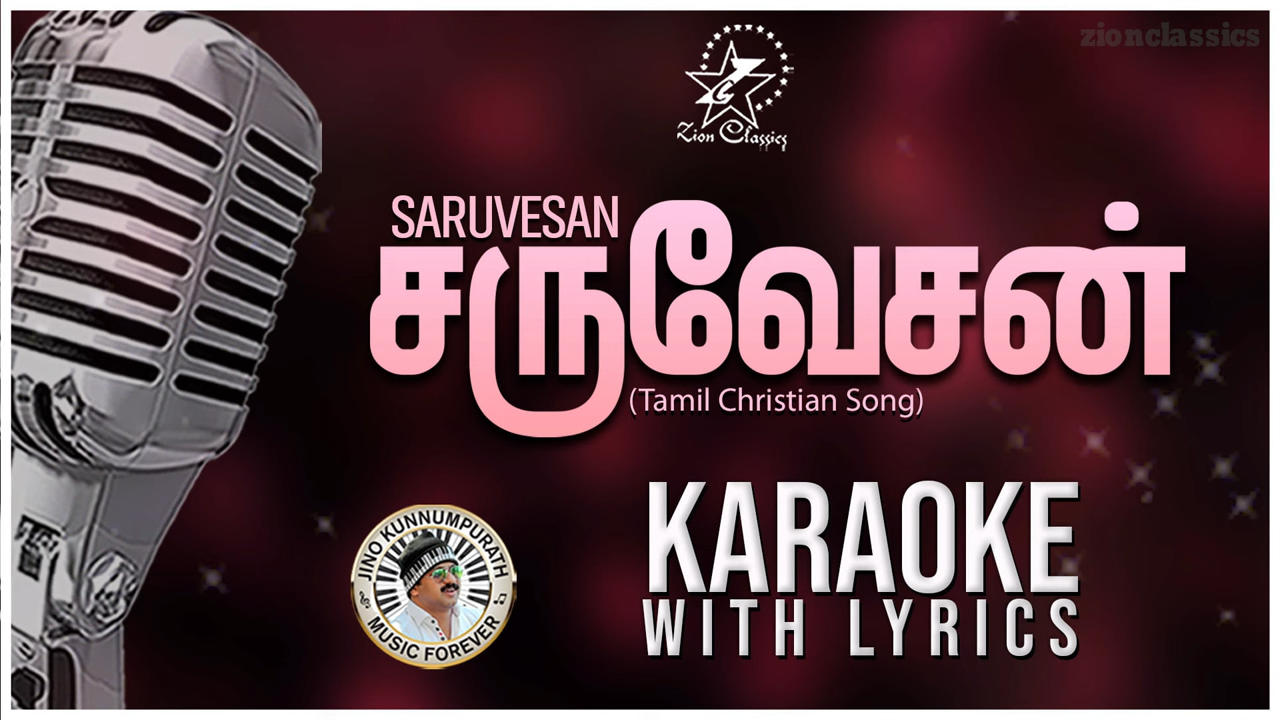 zionclassics
Zion Classics
SARUVESAN
சருவேசன்
(Tamil Christian Song)
JINO KUNNUMPURATH
MUSIC FOREVER
KARAOKE
WITH LYRICS